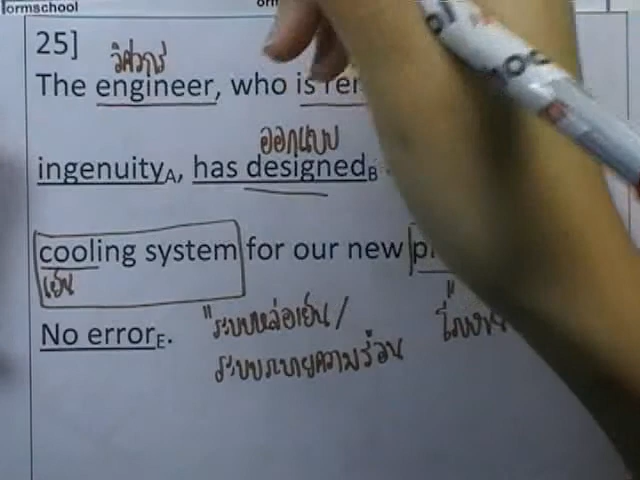 ormschool
25]
วิศวกร
The engineer, who is
ออกแบบ
ingenuityA, has designedB
cooling system for our new
เย็น
"ระบบหล่อเย็น/
No errorE.
ระบบระบายความร้อน